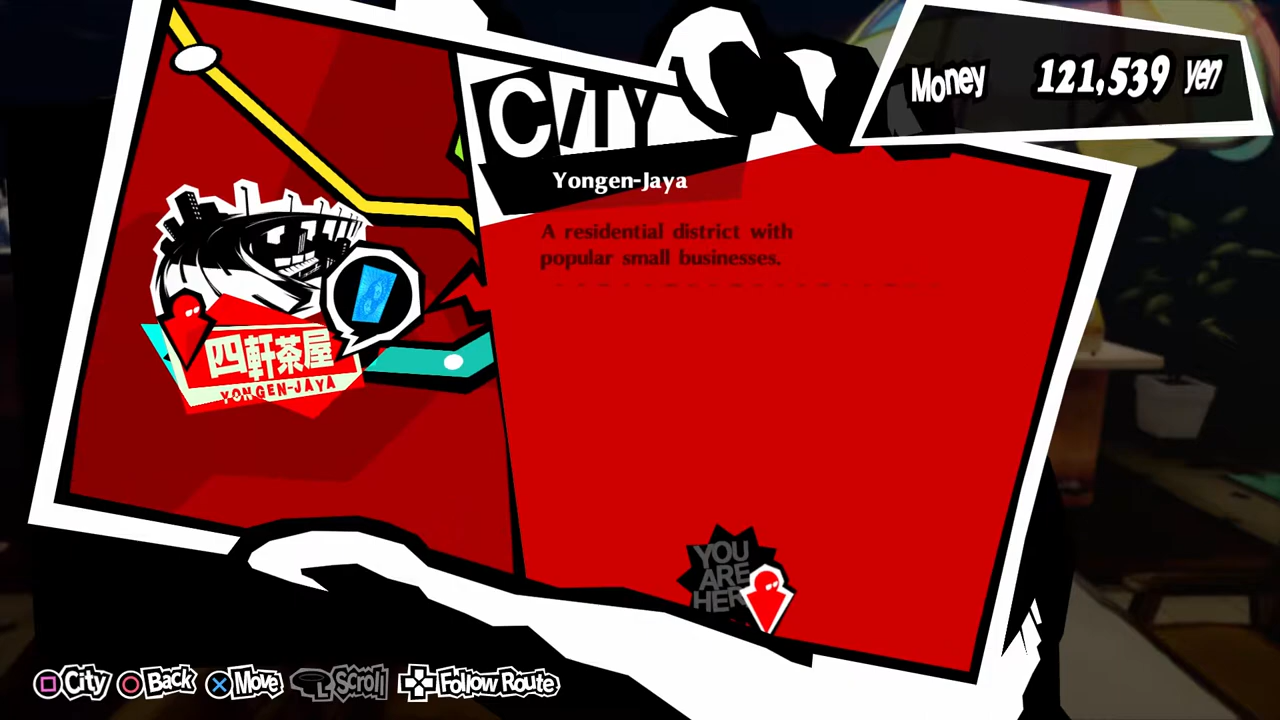 Money 121,539 yen
CITY
Yongen-Jaya
A residential district with
popular small businesses.
四軒茶屋
YONGEN-JAYA
YOU
ARE
HERE
City Back Move L Scroll Follow Route